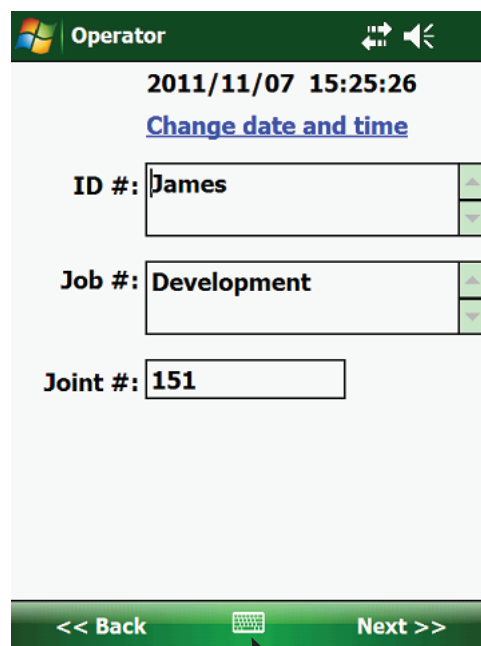 Operator
2011/11/07 15:25:26
Change date and time
ID #: James
Job #: Development
Joint #: 151
<< Back Next >>